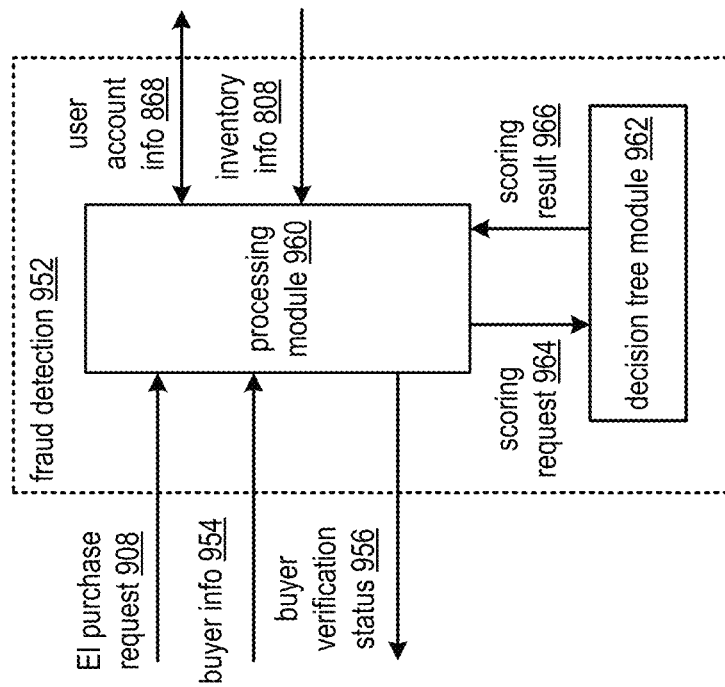 fraud detection 952
EI purchase
request 908
buyer info 954
buyer
verification
status 956
processing
module 960
user
account
info 868
inventory
info 808
scoring
request 964
scoring
result 966
decision tree module 962